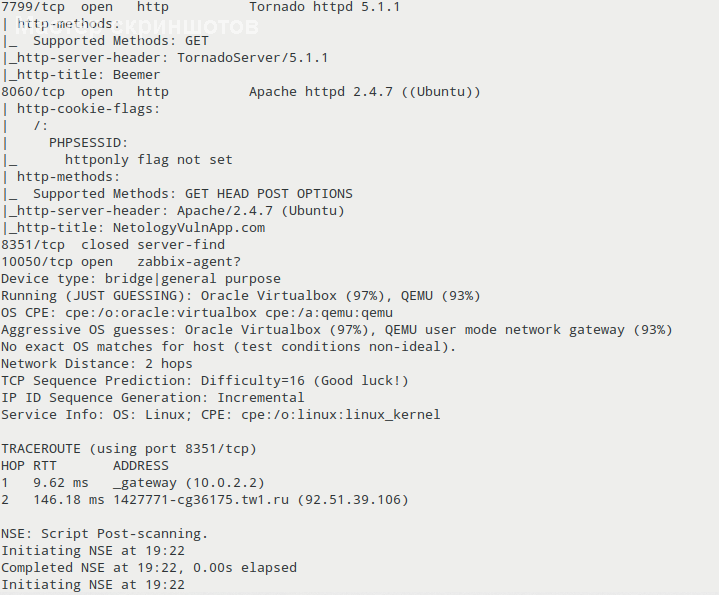 7799/tcp  open   http          Tornado httpd 5.1.1
| http-methods:
мастер скриншотов
|_  Supported Methods: GET
|_http-server-header: TornadoServer/5.1.1
|_http-title: Beemer
8060/tcp  open   http          Apache httpd 2.4.7 ((Ubuntu))
| http-cookie-flags:
|   /:
|     PHPSESSID:
|_      httponly flag not set
| http-methods:
|_  Supported Methods: GET HEAD POST OPTIONS
|_http-server-header: Apache/2.4.7 (Ubuntu)
|_http-title: NetologyVulnApp.com
8351/tcp  closed server-find
10050/tcp open   zabbix-agent?
Device type: bridge|general purpose
Running (JUST GUESSING): Oracle Virtualbox (97%), QEMU (93%)
OS CPE: cpe:/o:oracle:virtualbox cpe:/a:qemu:qemu
Aggressive OS guesses: Oracle Virtualbox (97%), QEMU user mode network gateway (93%)
No exact OS matches for host (test conditions non-ideal).
Network Distance: 2 hops
TCP Sequence Prediction: Difficulty=16 (Good luck!)
IP ID Sequence Generation: Incremental
Service Info: OS: Linux; CPE: cpe:/o:linux:linux_kernel

TRACEROUTE (using port 8351/tcp)
HOP RTT       ADDRESS
1   9.62 ms   _gateway (10.0.2.2)
2   146.18 ms 1427771-cg36175.tw1.ru (92.51.39.106)

NSE: Script Post-scanning.
Initiating NSE at 19:22
Completed NSE at 19:22, 0.00s elapsed
Initiating NSE at 19:22